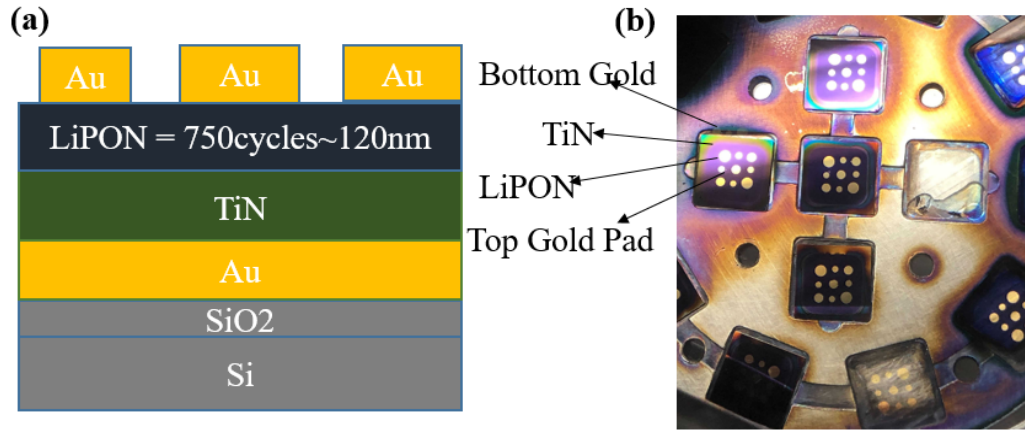 (a)
Au
Au
Au
LiPON = 750cycles~120nm
TiN
Au
SiO2
Si
(b)
Bottom Gold
TiN
LiPON
Top Gold Pad